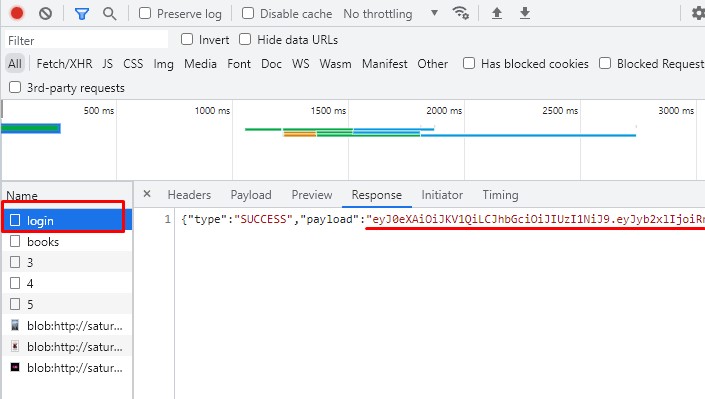 Preserve log Disable cache No throttling
Filter Invert Hide data URLs
All Fetch/XHR JS CSS Img Media Font Doc WS Wasm Manifest Other Has blocked cookies Blocked Request
3rd-party requests
500 ms 1000 ms 1500 ms 2000 ms 2500 ms 3000 ms
Name × Headers Payload Preview Response Initiator Timing
login 1 {"type":"SUCCESS","payload":"eyJ0eXAiOiJKV1QiLCJhbGciOiJIUzI1NiJ9.eyJyb2xlIjoiRn
books
3
4
5
blob:http://satur...
blob:http://satur...
blob:http://satur...